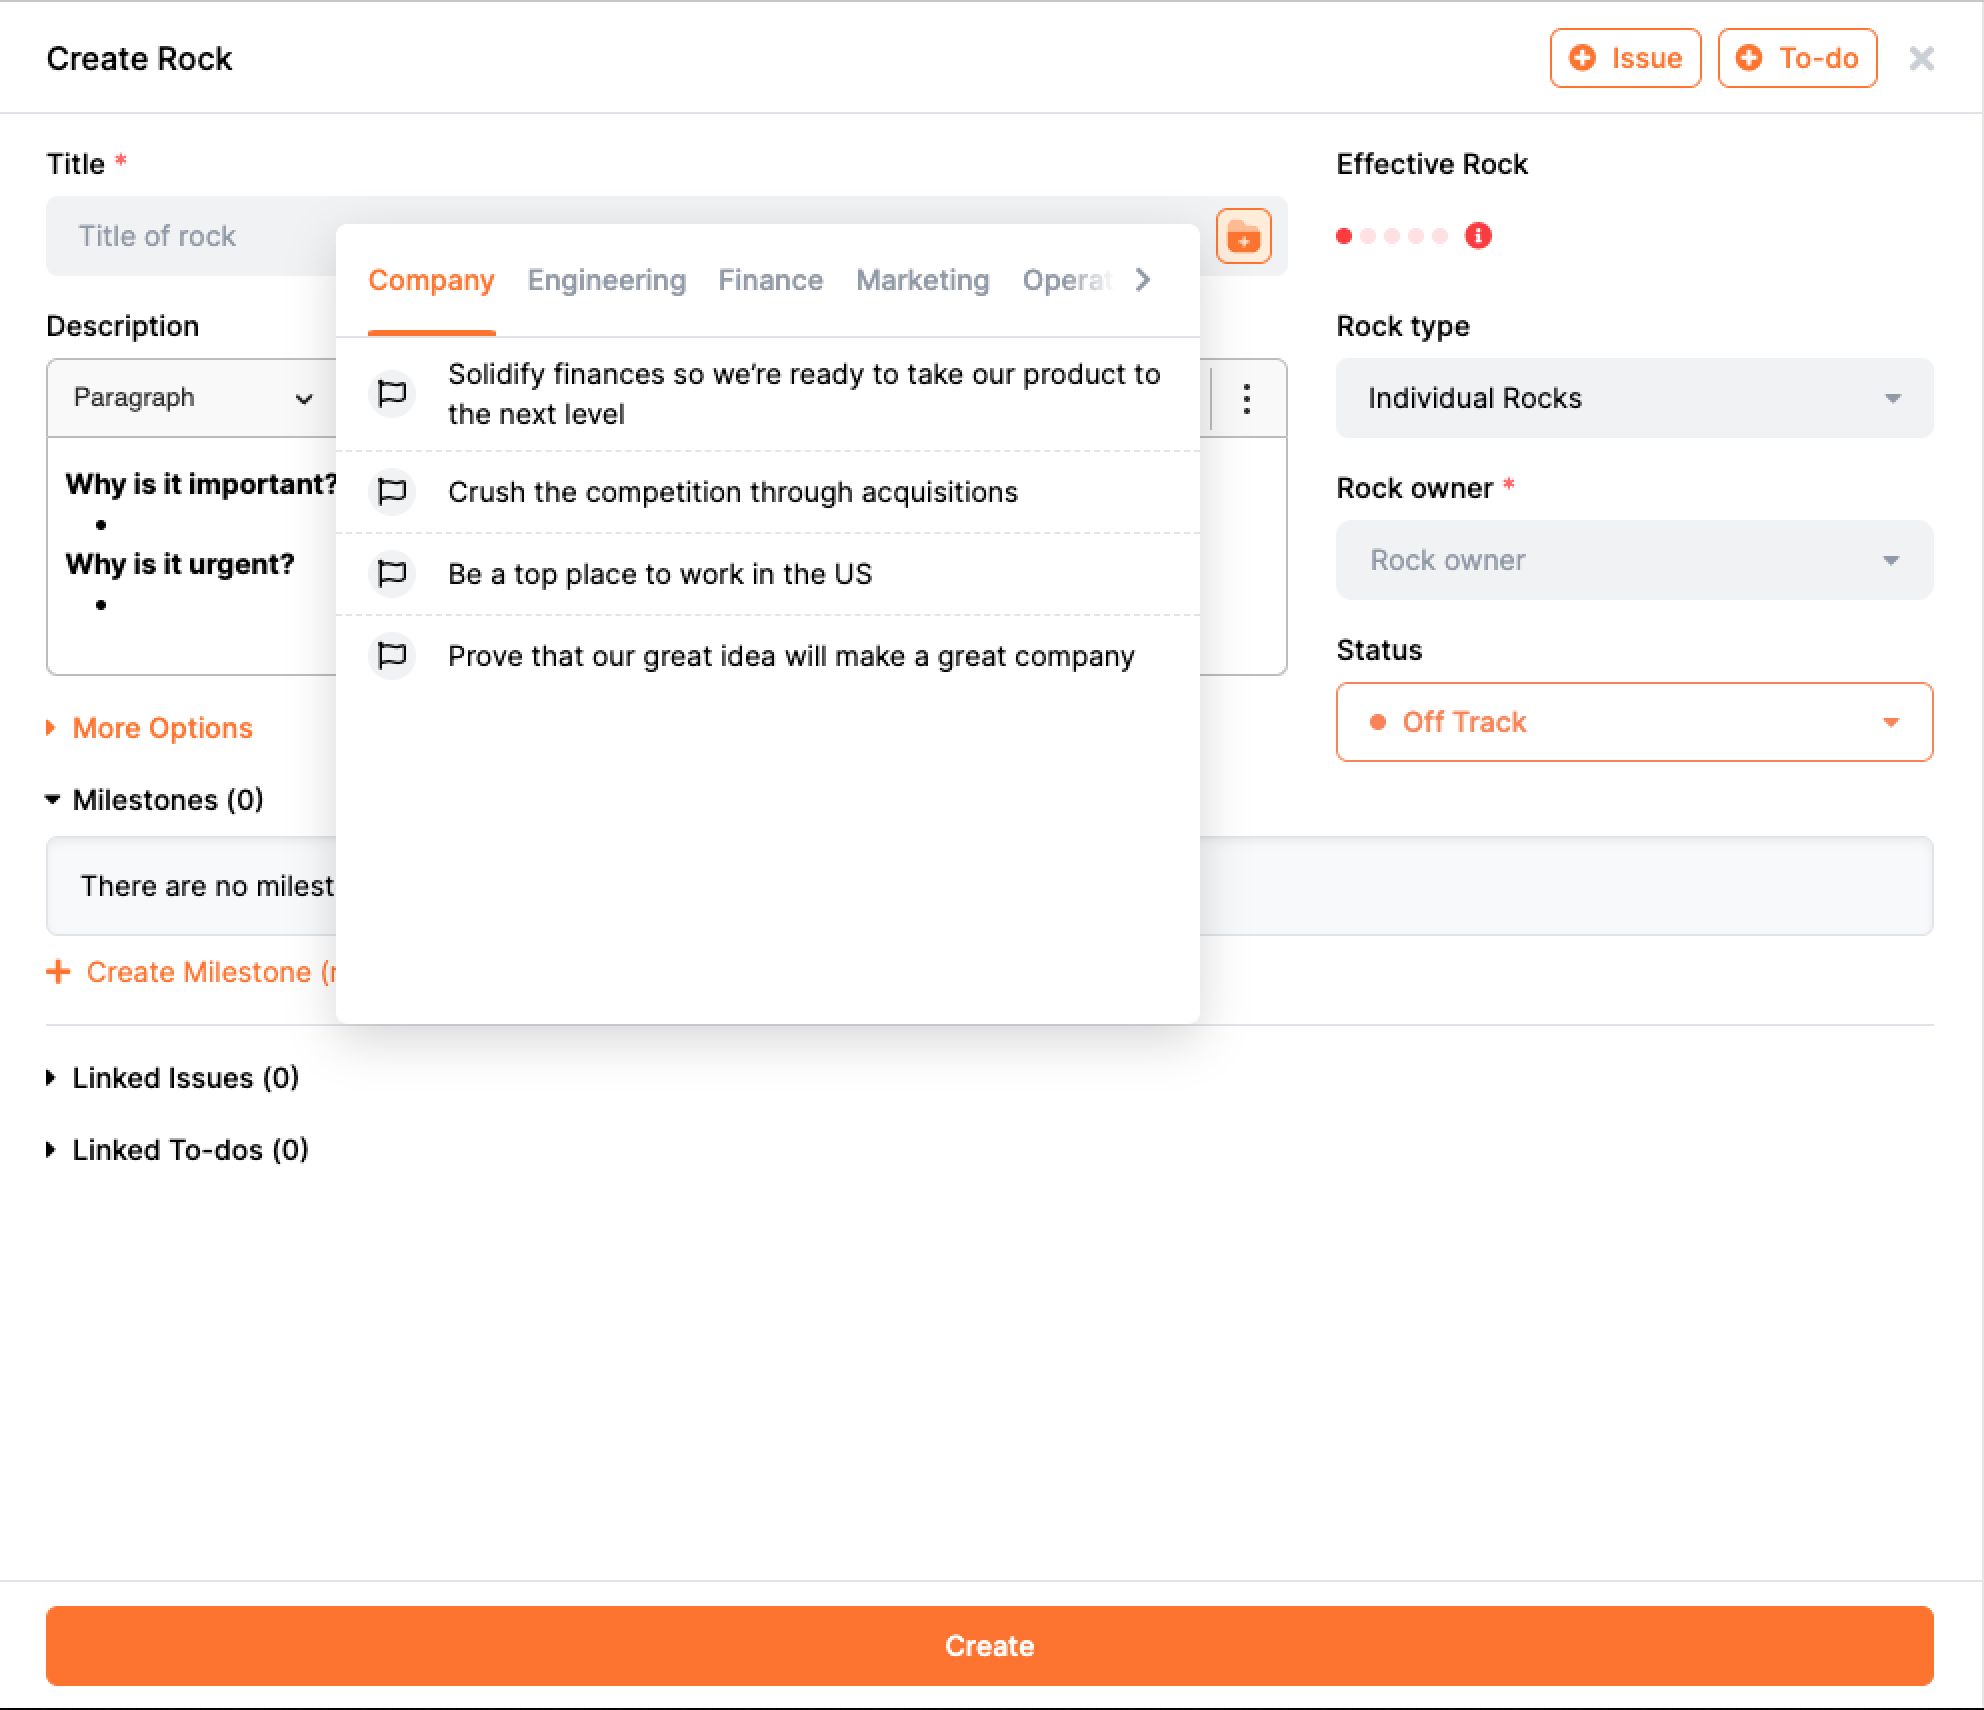 Create Rock
Issue
To-do
Title *
Title of rock
Effective Rock
Company Engineering Finance Marketing Operat
Description
Paragraph
Why is it important?
•
Why is it urgent?
•
Solidify finances so we're ready to take our product to
the next level
Crush the competition through acquisitions
Be a top place to work in the US
Prove that our great idea will make a great company
Rock type
Individual Rocks
Rock owner *
Rock owner
Status
Off Track
More Options
Milestones (0)
There are no milest
+ Create Milestone (
Linked Issues (0)
Linked To-dos (0)
Create